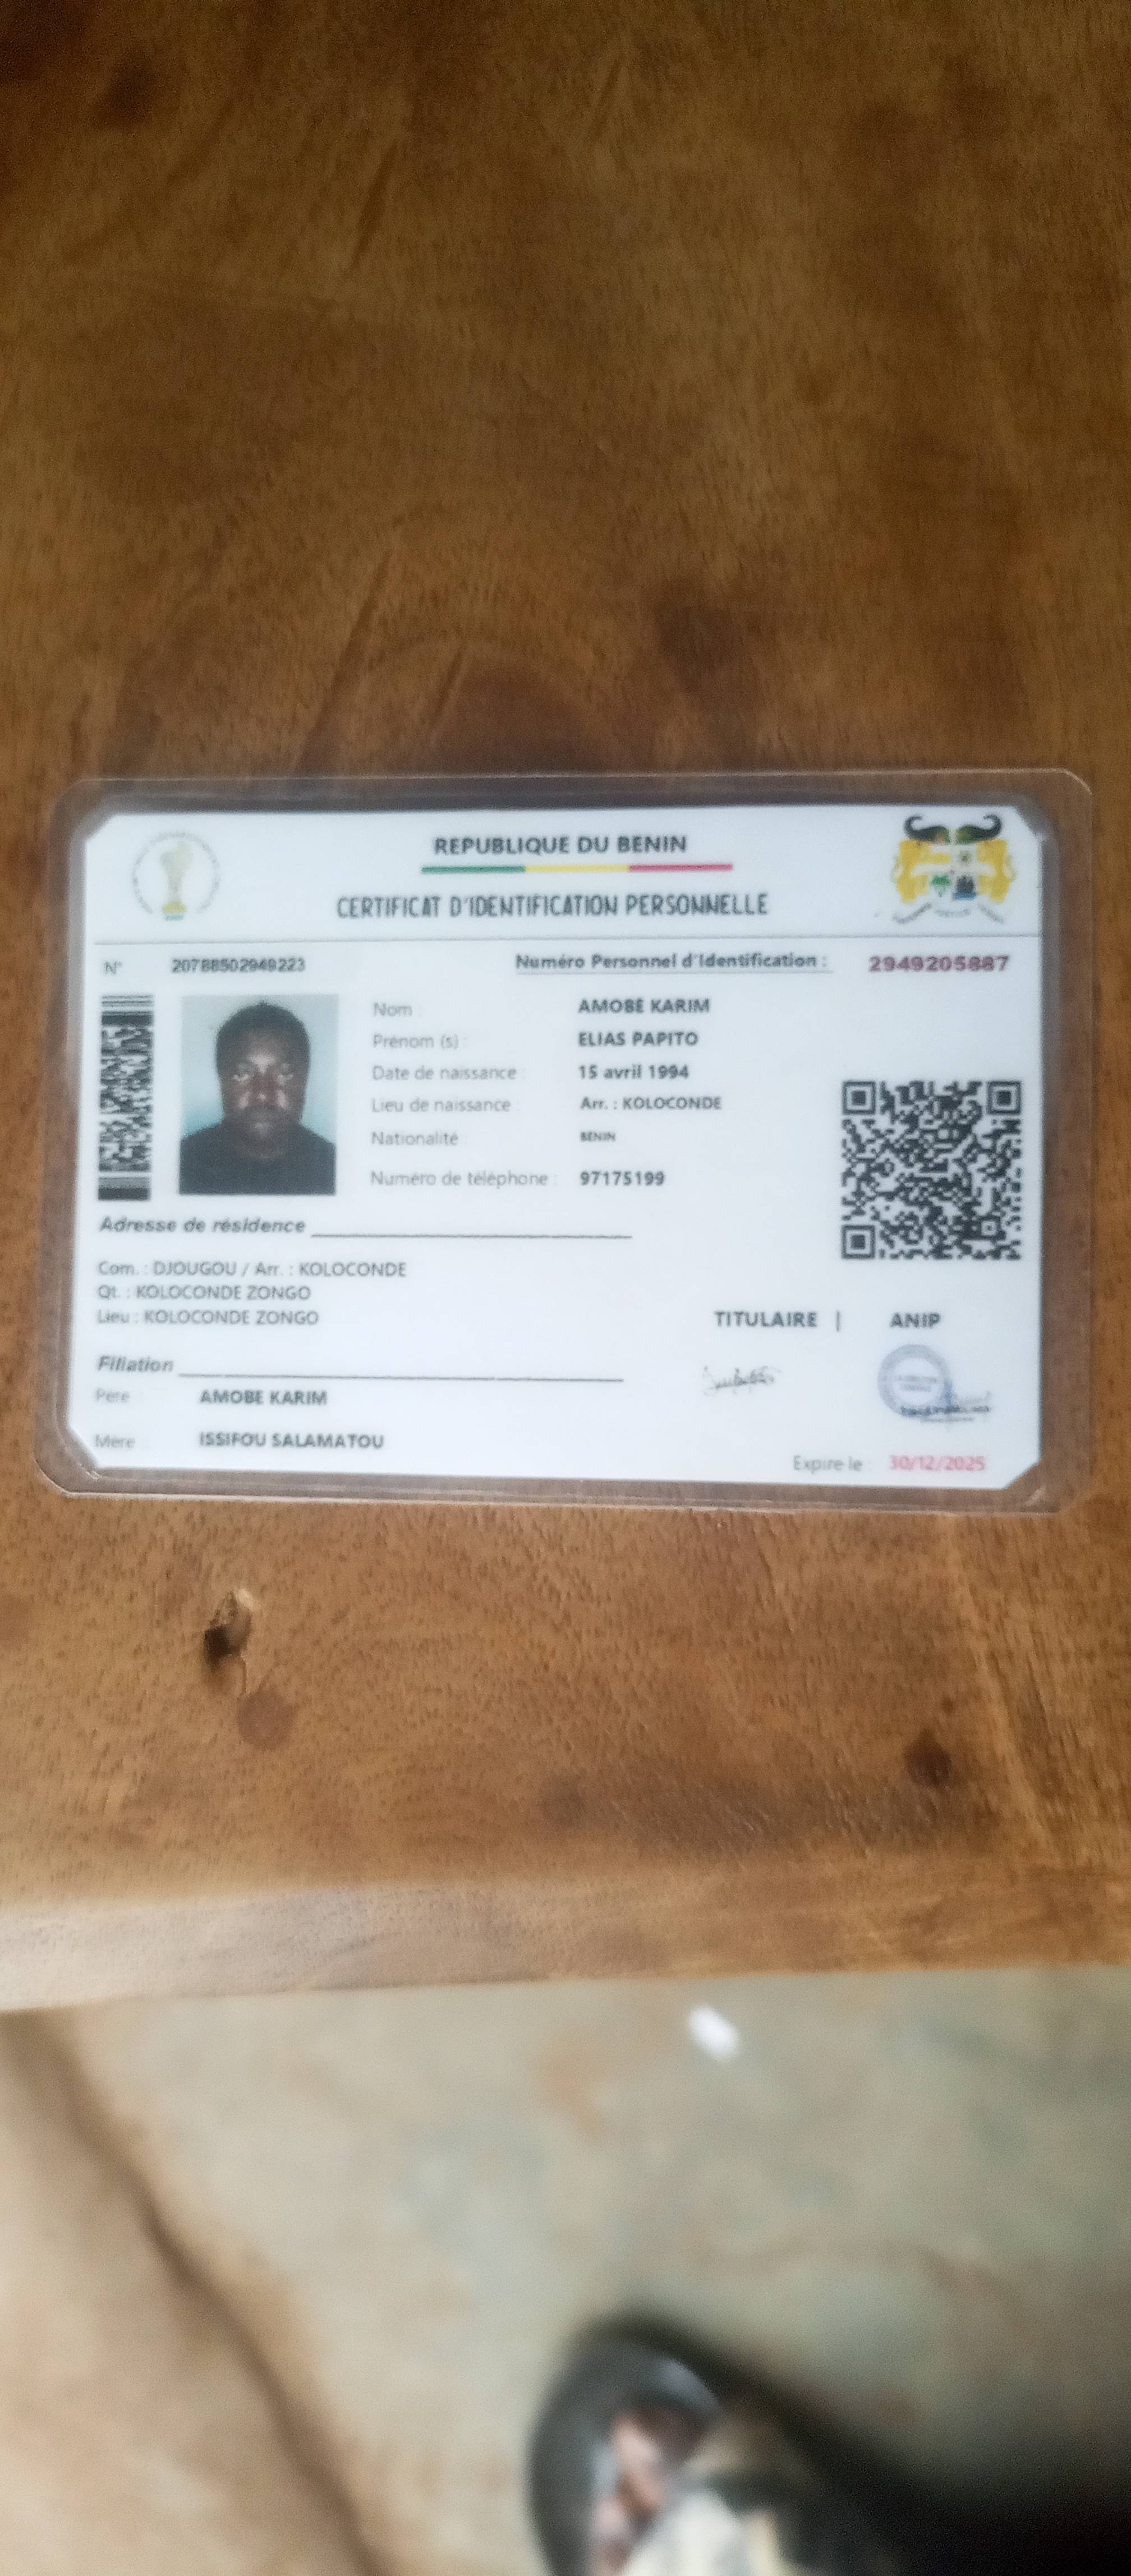 REPUBLIQUE DU BENIN
CERTIFICAT D'IDENTIFICATION PERSONNELLE
N° 20788502949223 Numéro Personnel d'Identification : 2949205887
Nom : AMOBE KARIM
Prénom (s) : ELIAS PAPITO
Date de naissance : 15 avril 1994
Lieu de naissance : Arr. : KOLOCONDE
Nationalité BENIN
Numéro de téléphone : 97175199
Adresse de résidence
Com. : DJOUGOU / Arr. : KOLOCONDE
Qt. : KOLOCONDE ZONGO
Lieu : KOLOCONDE ZONGO
TITULAIRE | ANIP
Filiation
Père AMOBE KARIM
Mère ISSIFOU SALAMATOU
Expire le : 30/12/2025